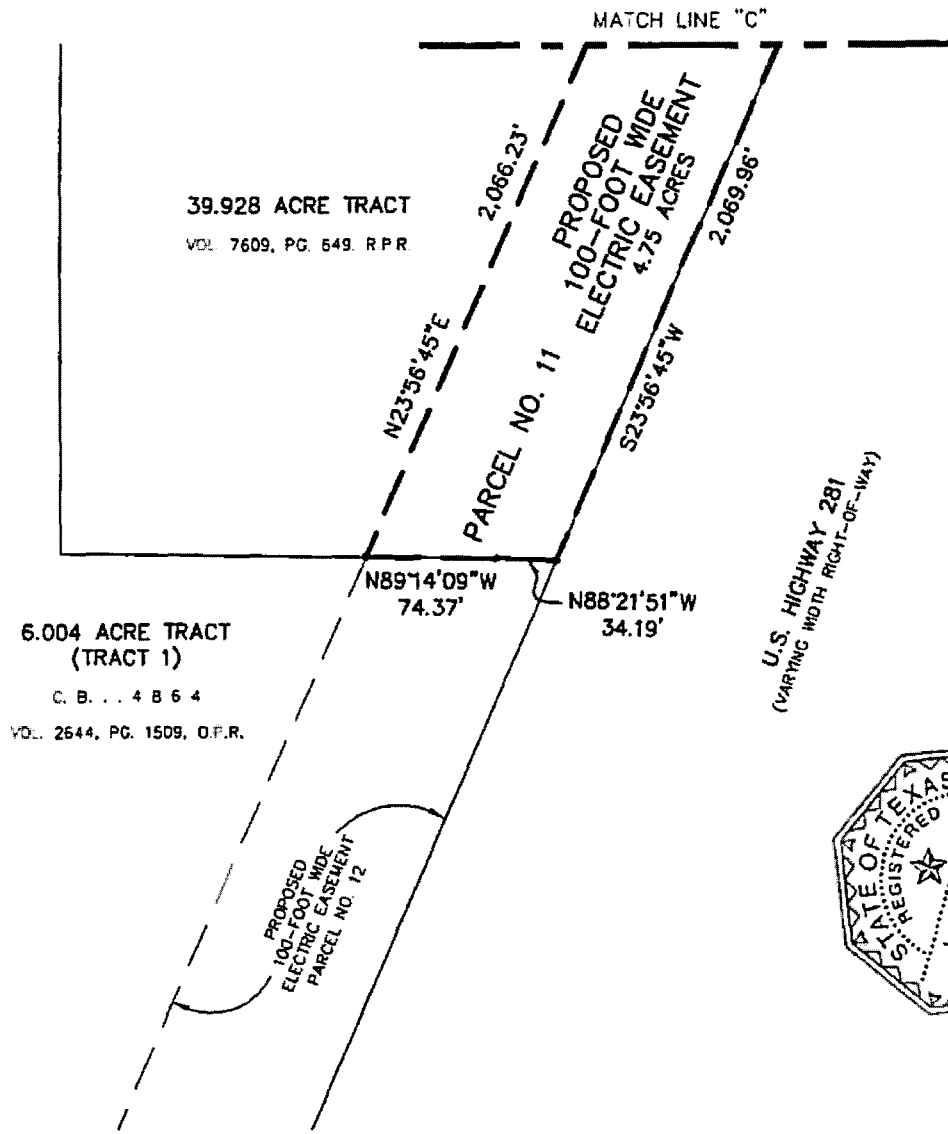 MATCH LINE "C"
PROPOSED
100-FOOT WIDE
ELECTRIC EASEMENT
4.75 ACRES
2,066.23'
2,069.96'
39.928 ACRE TRACT
VOL 7609, PG. 649. R.P.R.
N23°56'45"E
PARCEL NO. 11
S23°56'45"W
U.S. HIGHWAY 281
(VARYING WIDTH RIGHT-OF-WAY)
N89°14'09"W
74.37'
N88°21'51"W
34.19'
6.004 ACRE TRACT
(TRACT 1)
C. B. . . 4 8 6 4
VOL. 2644, PG. 1509, O.P.R.
PROPOSED
100-FOOT WIDE
ELECTRIC EASEMENT
PARCEL NO. 12
STATE OF TEXAS
REGISTERED